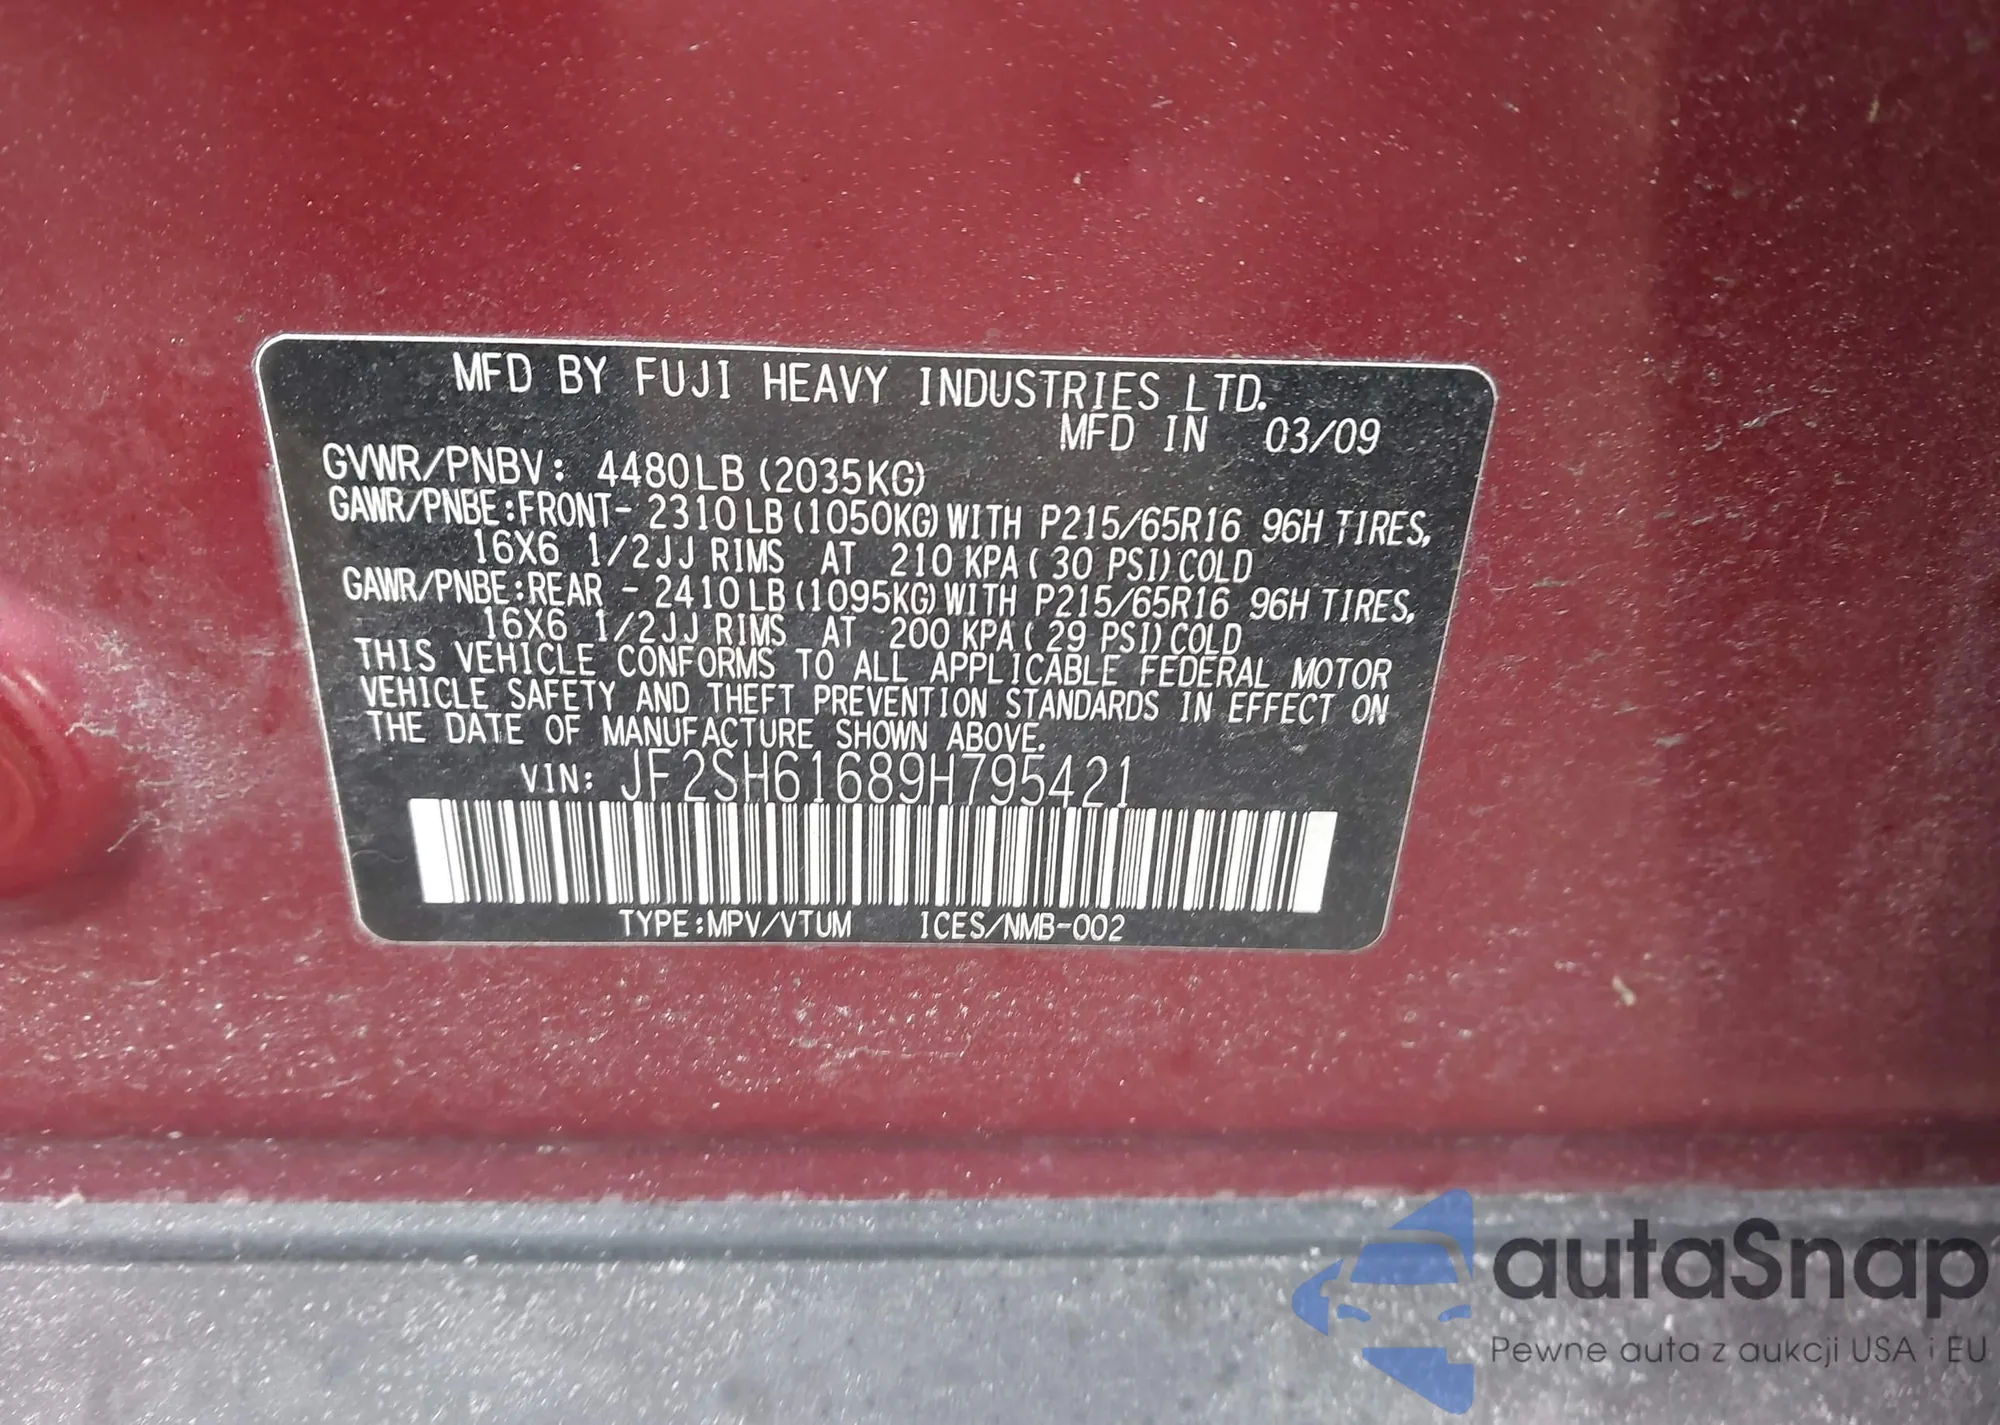 MFD BY FUJI HEAVY INDUSTRIES LTD.
MFD IN 03/09
GVWR/PNBV: 4480LB (2035KG)
GAWR/PNBE:FRONT- 2310LB(1050KG)WITH P215/65R16 96H TIRES,
16X6 1/2JJ RIMS AT 210 KPA( 30 PSI)COLD
GAWR/PNBE:REAR - 2410LB(1095KG)WITH P215/65R16 96H TIRES,
16X6 1/2JJ RIMS AT 200 KPA( 29 PSI)COLD
THIS VEHICLE CONFORMS TO ALL APPLICABLE FEDERAL MOTOR
VEHICLE SAFETY AND THEFT PREVENTION STANDARDS IN EFFECT ON
THE DATE OF MANUFACTURE SHOWN ABOVE.
VIN: JF2SH61689H795421
TYPE:MPV/VTUM ICES/NMB-002
autaSnap
Pewne auta z aukcji USA i EU